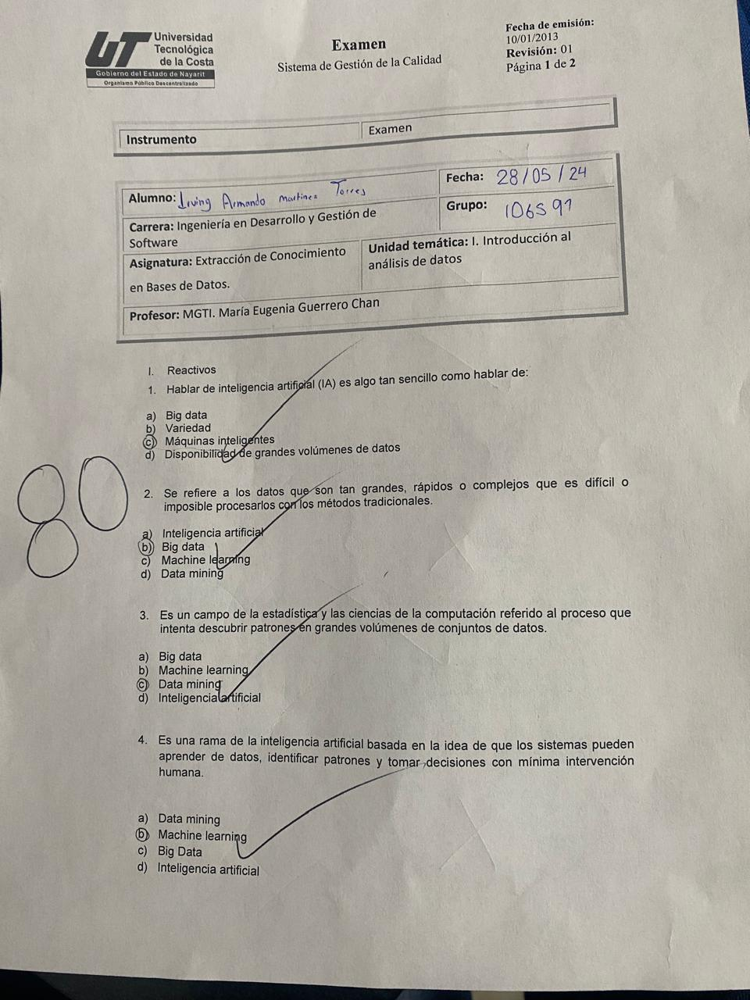 UT
Universidad
Tecnológica
de la Costa
Gobierno del Estado de Nayarit
Organismo Público Descentralizado
Examen
Sistema de Gestión de la Calidad
Fecha de emisión:
10/01/2013
Revisión: 01
Página 1 de 2
Instrumento
Examen
Alumno: Irving Armando Martinez Torres
Fecha: 28/05/24
Carrera: Ingeniería en Desarrollo y Gestión de
Software
Grupo:
Asignatura: Extracción de Conocimiento
en Bases de Datos.
Unidad temática: I. Introducción al
análisis de datos
Profesor: MGTI. María Eugenia Guerrero Chan
I. Reactivos
1. Hablar de inteligencia artificial (IA) es algo tan sencillo como hablar de:
a) Big data
b) Variedad
c) Máquinas inteligentes
d) Disponibilidad de grandes volúmenes de datos
80
2. Se refiere a los datos que son tan grandes, rápidos o complejos que es difícil o
imposible procesarlos con los métodos tradicionales.
a) Inteligencia artificial
b) Big data
c) Machine learning
d) Data mining
3. Es un campo de la estadística y las ciencias de la computación referido al proceso que
intenta descubrir patrones en grandes volúmenes de conjuntos de datos.
a) Big data
b) Machine learning
c) Data mining
d) Inteligencia artificial
4. Es una rama de la inteligencia artificial basada en la idea de que los sistemas pueden
aprender de datos, identificar patrones y tomar decisiones con mínima intervención
humana.
a) Data mining
b) Machine learning
c) Big Data
d) Inteligencia artificial